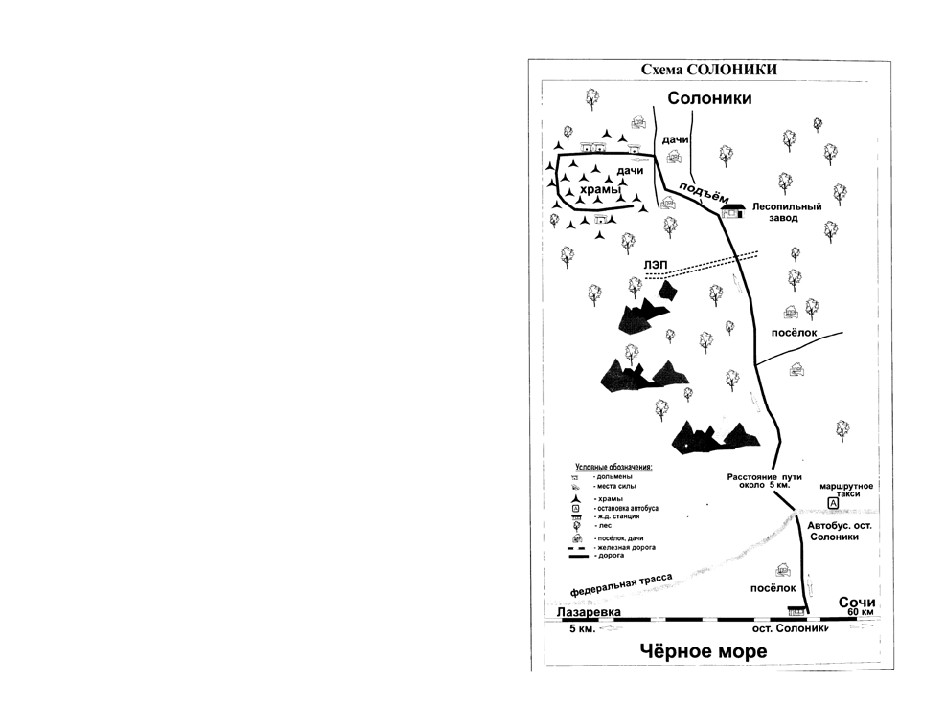 Схема СОЛОНИКИ
Солоники
дачи
дачи
храмы
подъём
Лесопильный
завод
ЛЭП
посёлок
Условные обозначения:
- дольмены
- места силы
- храмы
А - остановка автобуса
- ж.д. станция
- лес
- посёлок, дачи
- железная дорога
- дорога
Расстояние пути
около 5 км.
маршрутное
такси
А
Автобус. ост.
Солоники
федеральная трасса
посёлок
Лазаревка
5 км.
Сочи
60 км
ост. Солоники
Чёрное море